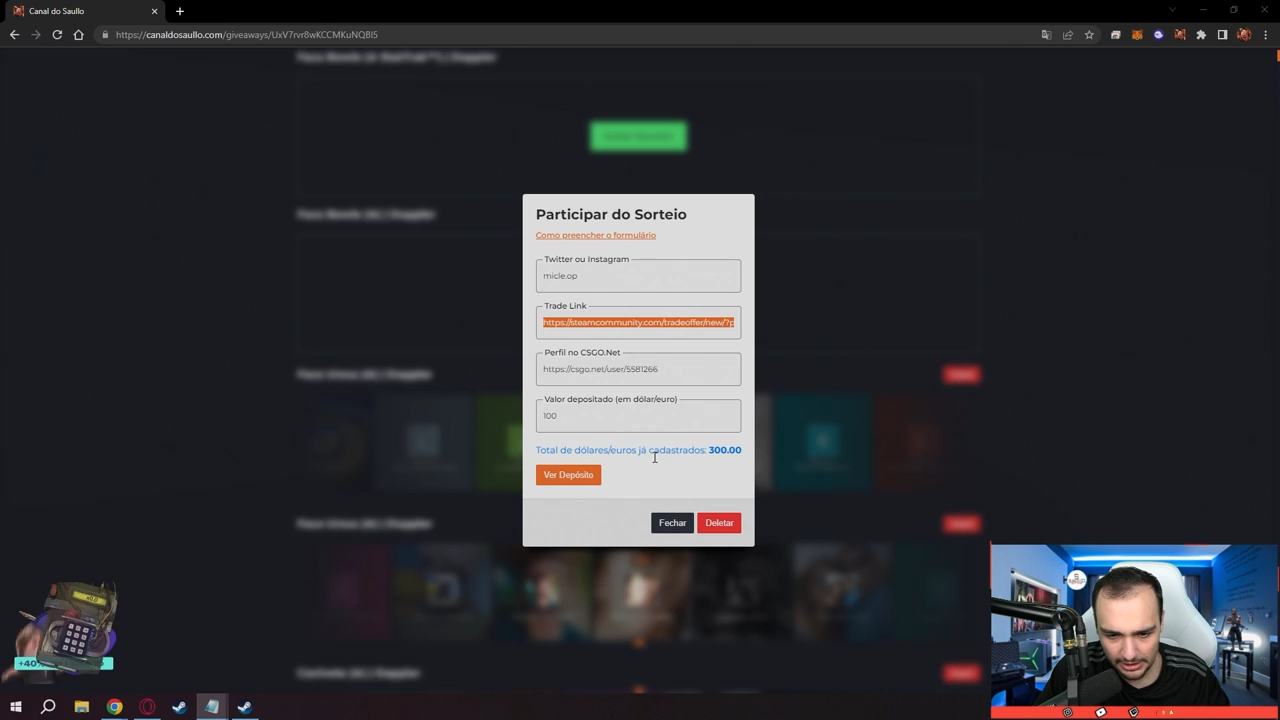 Canal do Saullo
https://canaldosaullo.com/giveaways/UxV7rvr8wKCCMKuNQBI5
Participar do Sorteio
Como preencher o formulário
Twitter ou Instagram
micle.op
Trade Link
https://steamcommunity.com/tradeoffer/new/?p
Perfil no CSGO.Net
https://csgo.net/user/5581266
Valor depositado (em dólar/euro)
100
Total de dólares/euros já cadastrados: 300.00
Ver Depósito
Fechar Deletar
+40%